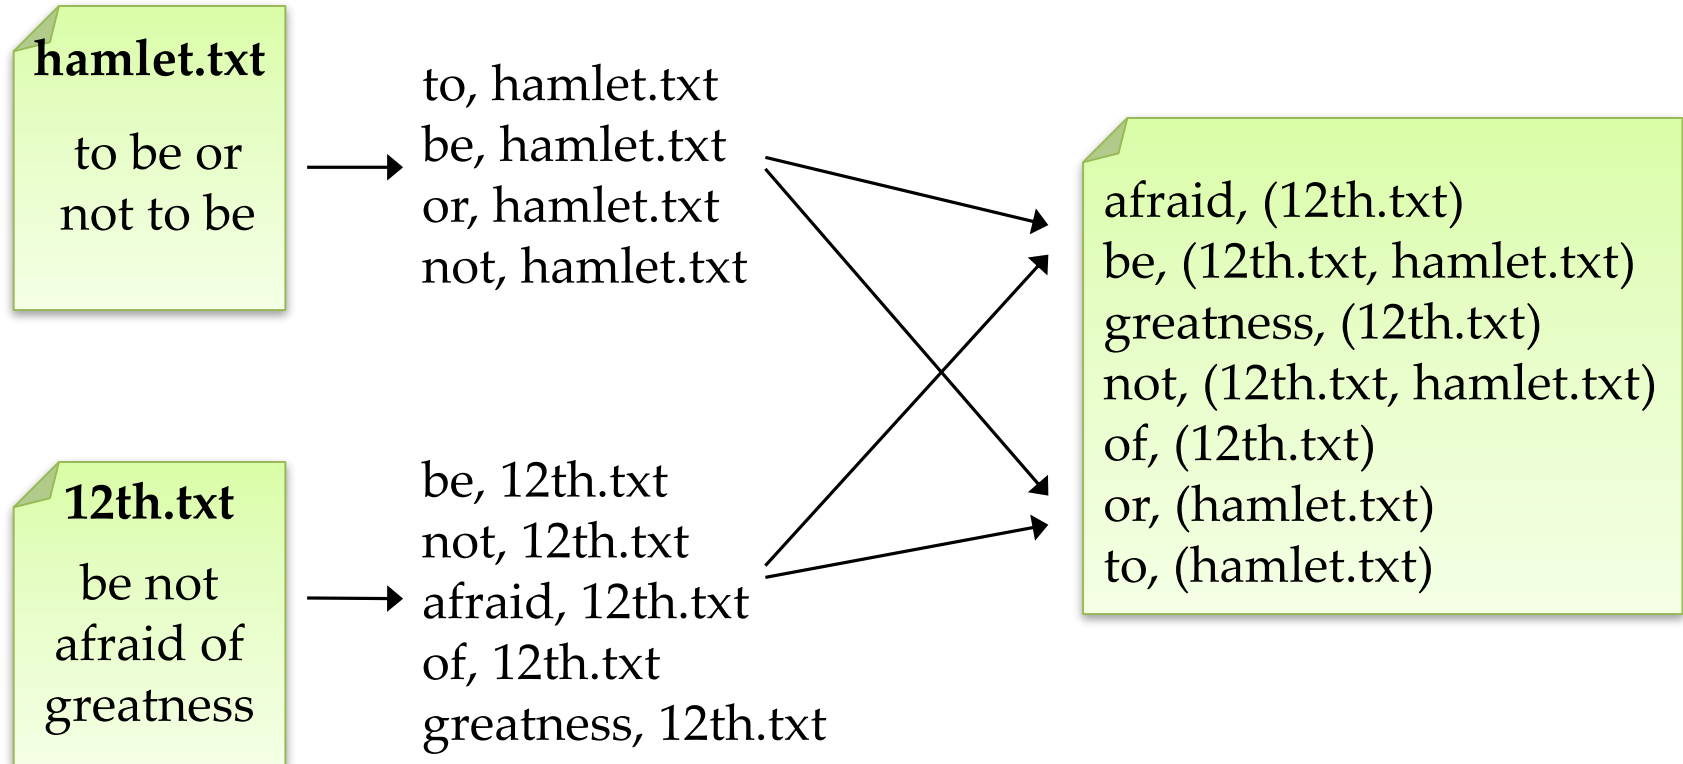 hamlet.txt
to be or
not to be
to, hamlet.txt
be, hamlet.txt
or, hamlet.txt
not, hamlet.txt
12th.txt
be not
afraid of
greatness
be, 12th.txt
not, 12th.txt
afraid, 12th.txt
of, 12th.txt
greatness, 12th.txt
afraid, (12th.txt)
be, (12th.txt, hamlet.txt)
greatness, (12th.txt)
not, (12th.txt, hamlet.txt)
of, (12th.txt)
or, (hamlet.txt)
to, (hamlet.txt)